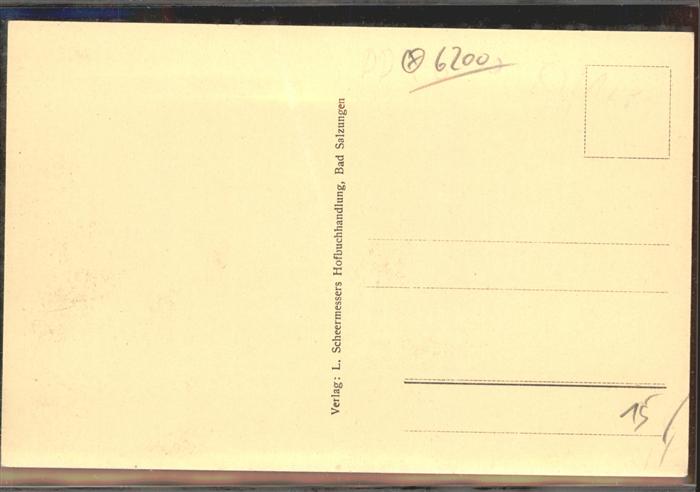 6200
Verlag: L. Scheermessers Hofbuchhandlung, Bad Salzungen
15